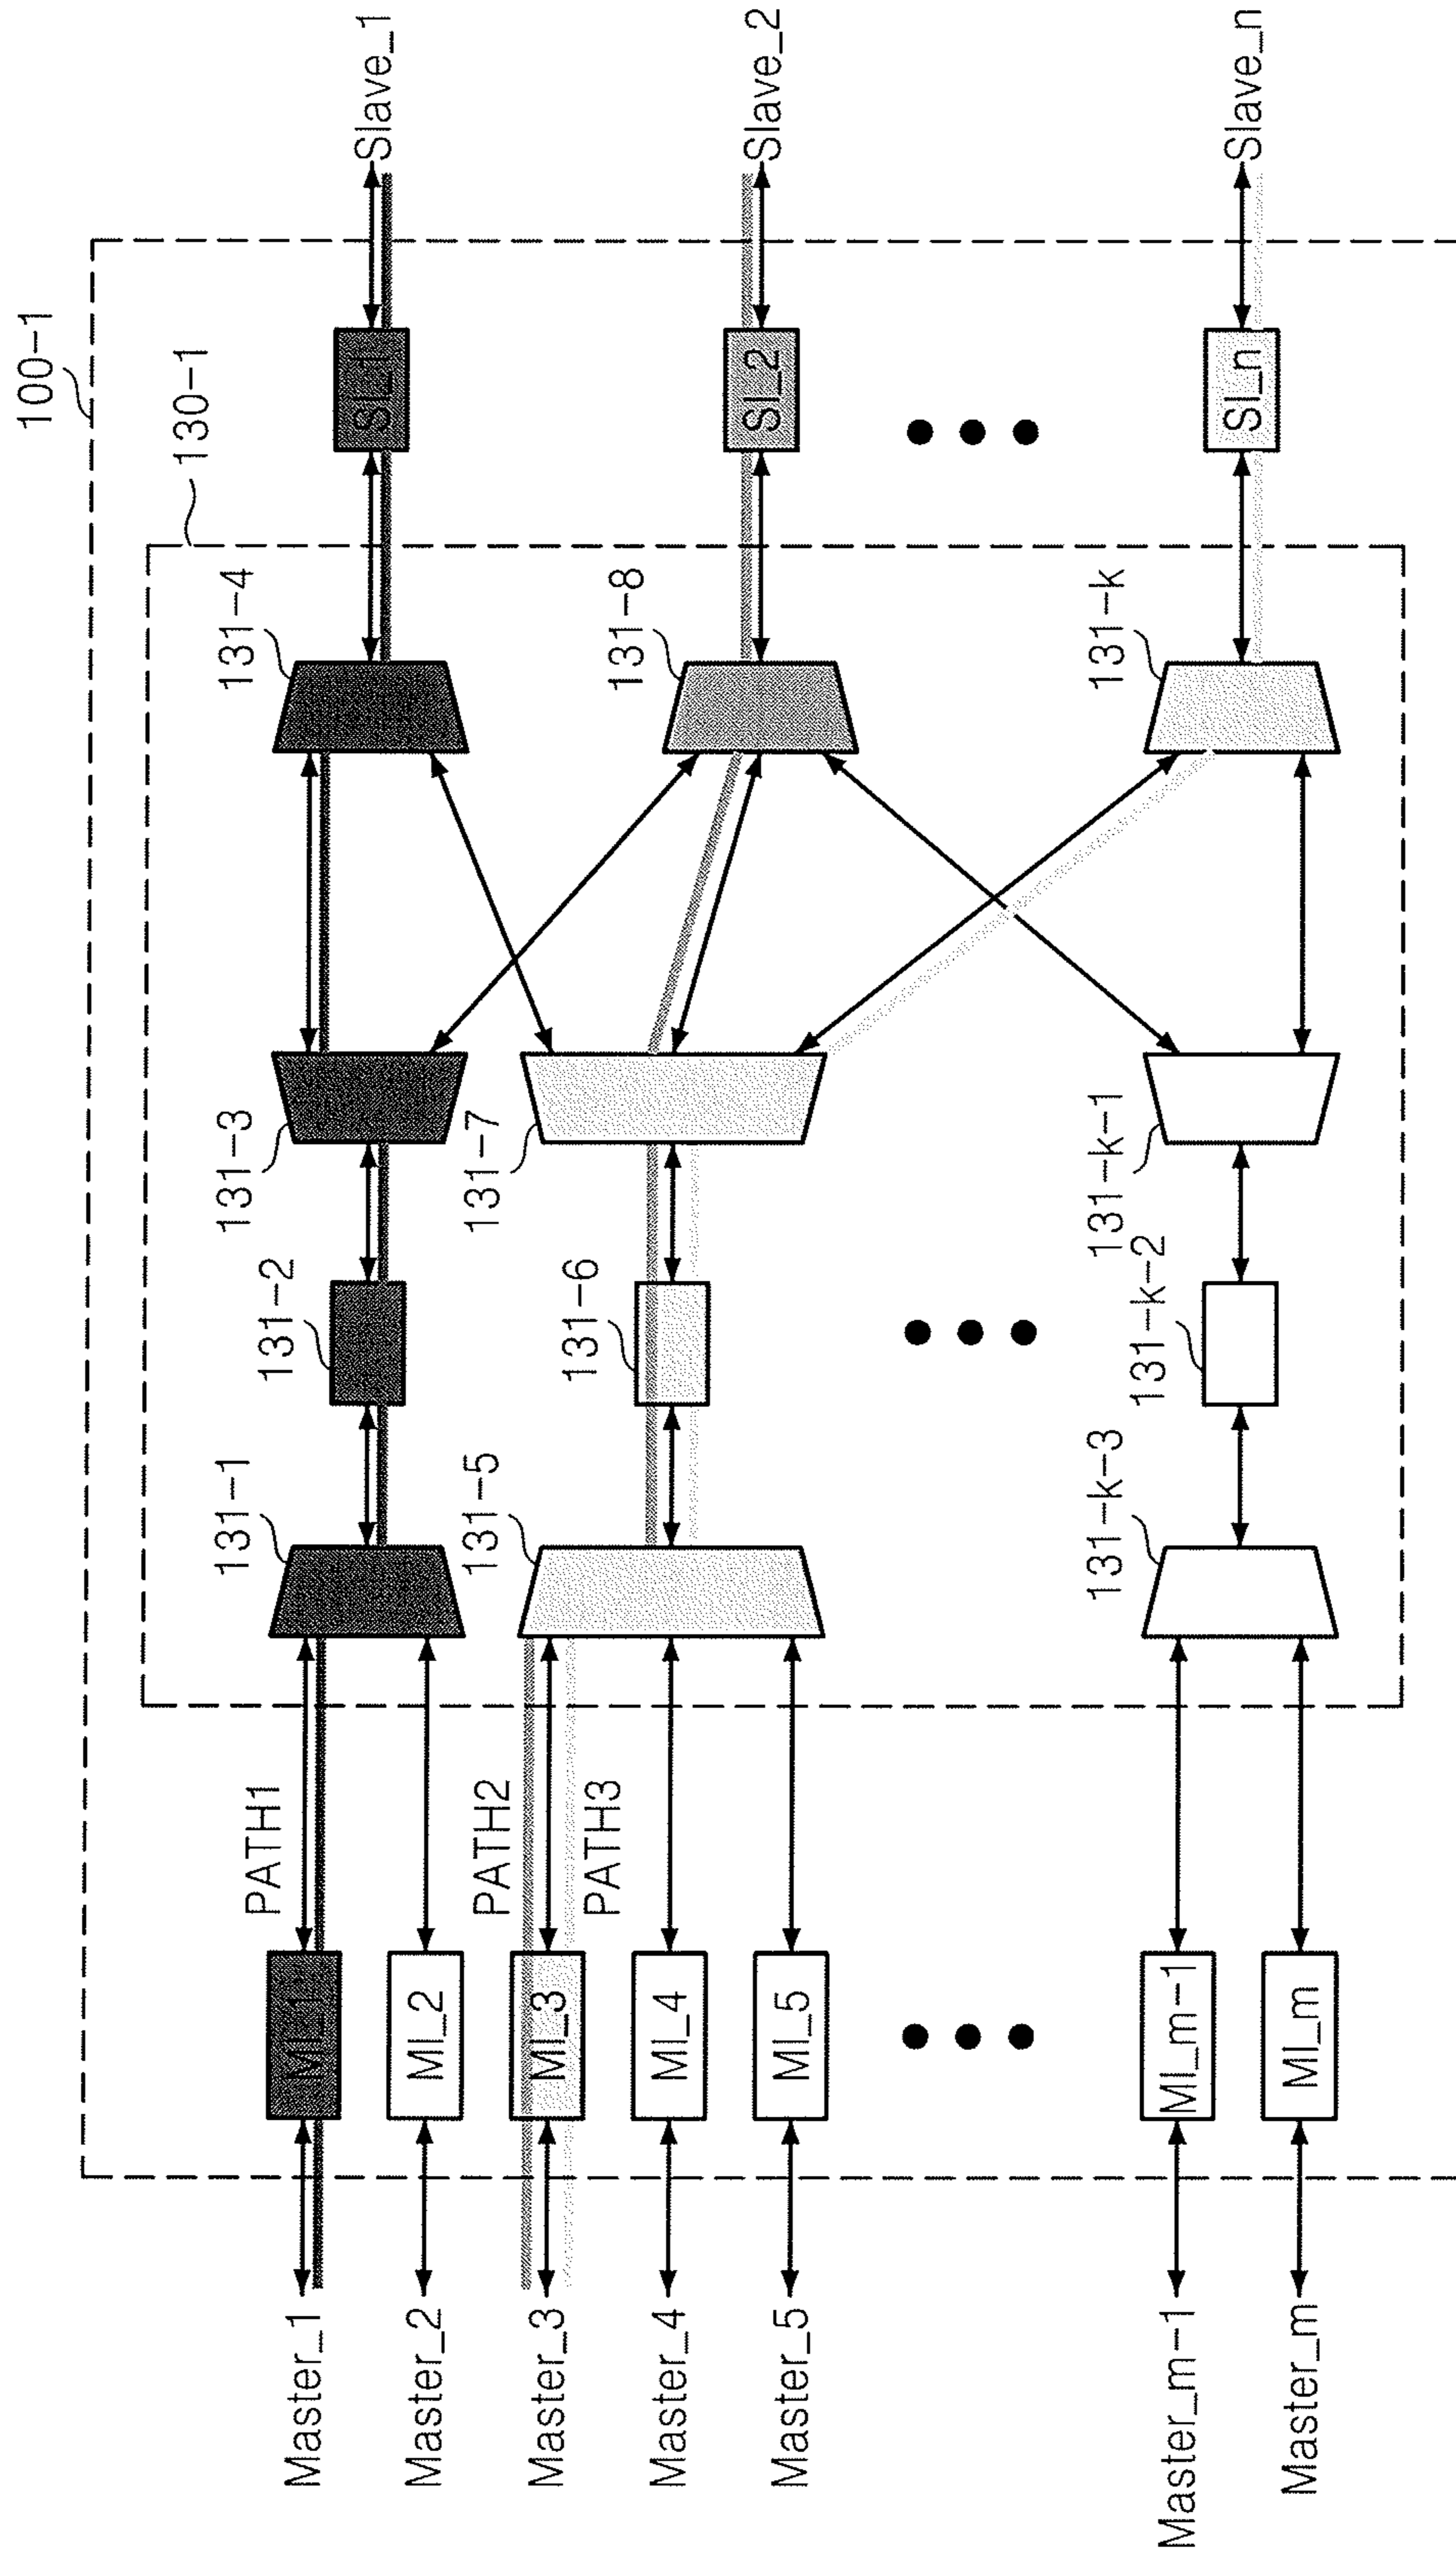 100-1
130-1
Master_1
MI_1
PATH1
131-1
131-2
131-3
131-4
SI_1
Slave_1
Master_2
MI_2
Master_3
MI_3
PATH2
PATH3
131-5
131-6
131-7
131-8
SI_2
Slave_2
Master_4
MI_4
Master_5
MI_5
Master_m-1
MI_m-1
131-k-3
131-k-2
131-k-1
131-k
SI_n
Slave_n
Master_m
MI_m